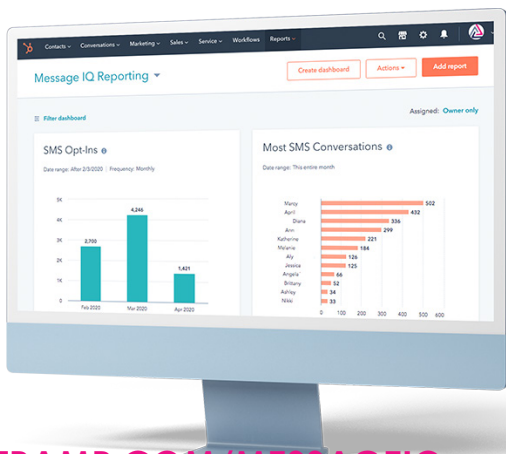 Contacts Conversations Marketing Sales Service Workflows Reports
Message IQ Reporting
Create dashboard Actions Add report
Filter dashboard
Assigned: Owner only
SMS Opt-Ins
Date range: After 2/3/2020 | Frequency: Monthly
5K
4K
3K
2K
1K
0
2,700
4,246
1,421
Feb 2020 Mar 2020 Apr 2020
Most SMS Conversations
Date range: This entire month
Marcy 502
April 432
Diana 336
Ann 299
Katherine 221
Melanie 184
Aly 126
Jessica 125
Angela 66
Brittany 52
Ashley 34
Nikki 33
0 100 200 300 400 500 600